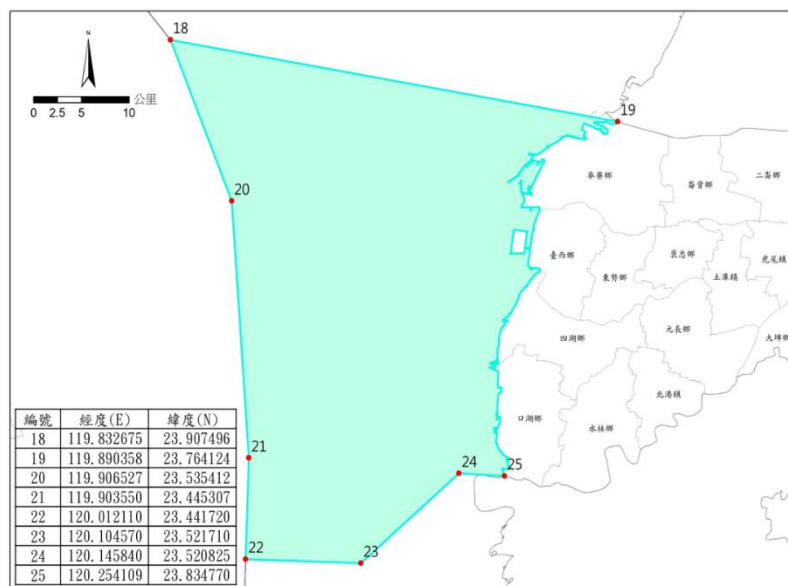 18
N
公里
0 2.5 5 10
19
麥寮鄉
崙背鄉
二崙鄉
20
臺西鄉
東勢鄉
褒忠鄉
土庫鎮
虎尾鎮
四湖鄉
元長鄉
大埤鄉
北港鎮
口湖鄉
水林鄉
21
24
25
22
23
編號 經度(E) 緯度(N)
18 119.832675 23.907496
19 119.890358 23.764124
20 119.906527 23.535412
21 119.903550 23.445307
22 120.012110 23.441720
23 120.104570 23.521710
24 120.145840 23.520825
25 120.254109 23.834770